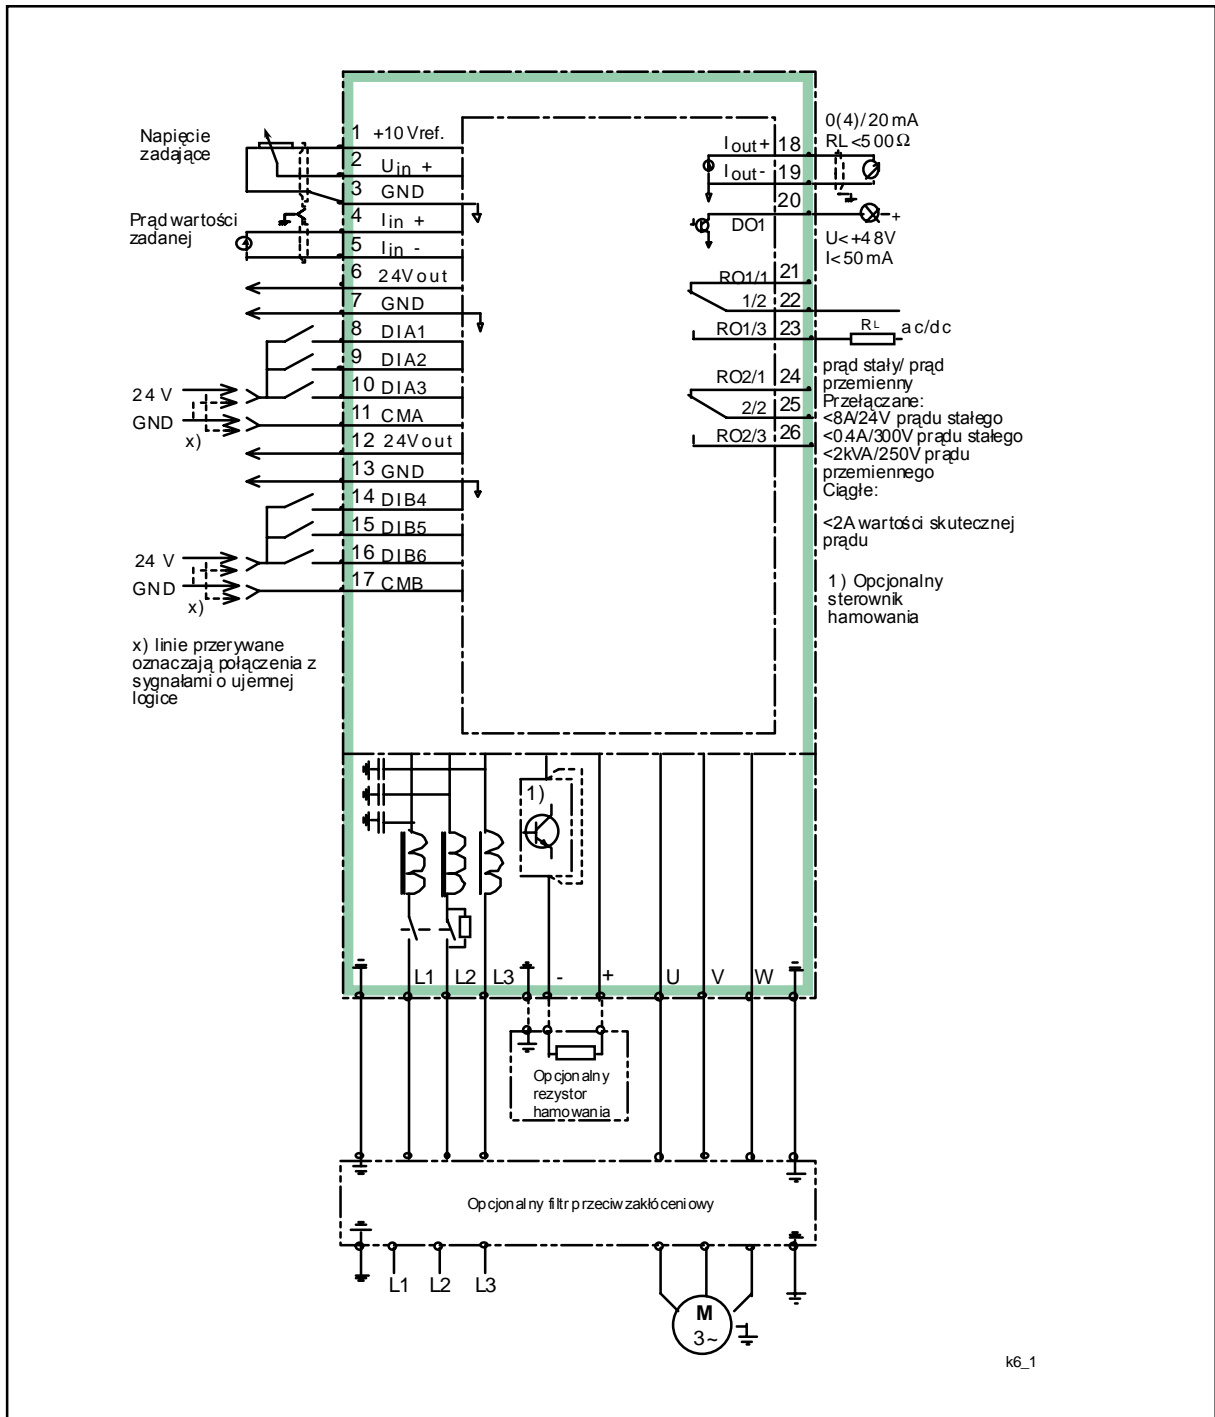 Napięcie
zadające
1 +10Vref.
2 Uin +
3 GND
Prąd wartości
zadanej
4 Iin +
5 Iin -
6 24Vout
7 GND
8 DIA1
9 DIA2
10 DIA3
11 CMA
24 V
GND
x)
12 24Vout
13 GND
14 DIB4
15 DIB5
16 DIB6
17 CMB
24 V
GND
x)
x) linie przerywane
oznaczają połączenia z
sygnałami o ujemnej
logice
0(4)/20mA
RL<500Ω
Iout+ 18
Iout- 19
20
DO1
+
U<+48V
I<50mA
RO1/1 21
1/2 22
RO1/3 23
RL ac/dc
RO2/1 24
2/2 25
RO2/3 26
prąd stały/ prąd
przemienny
Przełączane:
<8A/24V prądu stałego
<0.4A/300V prądu stałego
<2kVA/250V prądu
przemiennego
Ciągłe:
<2A wartości skutecznej
prądu
1) Opcjonalny
sterownik
hamowania
1)
L1 L2 L3 - + U V W
Opcjonalny
rezystor
hamowania
Opcjonalny filtr przeciwzakłóceniowy
L1 L2 L3
M
3~
k6_1